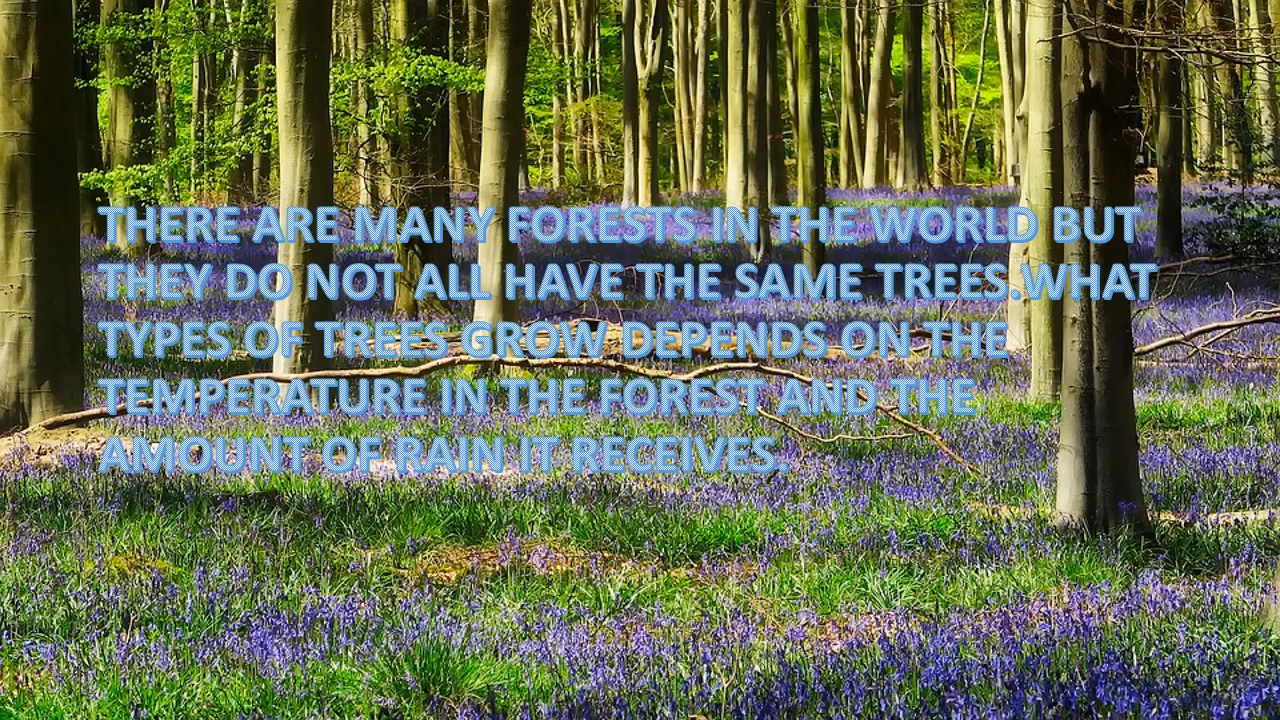 THERE ARE MANY FORESTS IN THE WORLD BUT
THEY DO NOT ALL HAVE THE SAME TREES.WHAT
TYPES OF TREES GROW DEPENDS ON THE
TEMPERATURE IN THE FOREST AND THE
AMOUNT OF RAIN IT RECEIVES.